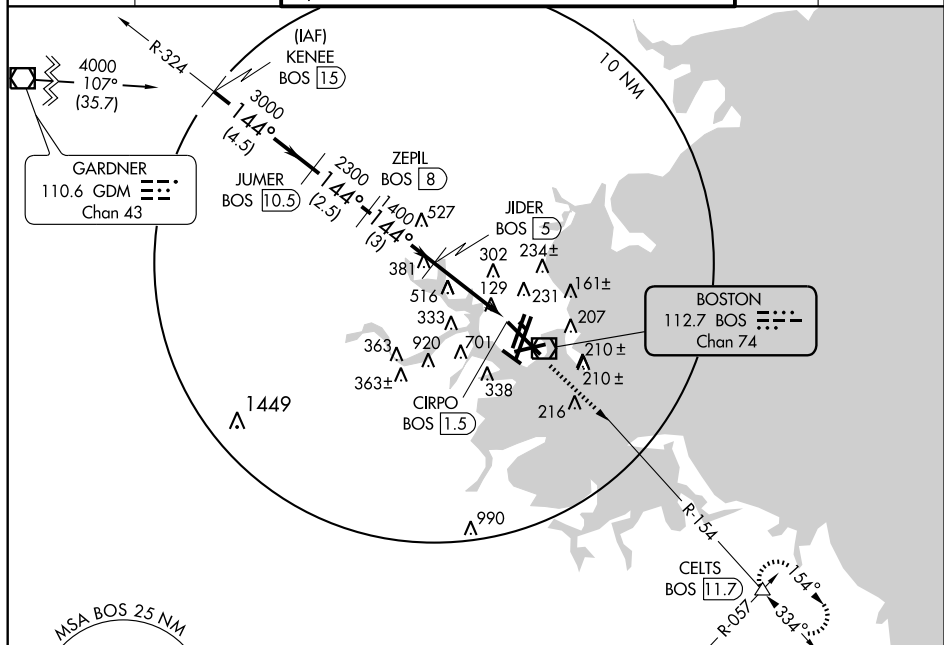 (IAF)
KENEE
BOS 15
R-324
10 NM
4000
107°
(35.7)
3000
144°
(4.5)
GARDNER
110.6 GDM
Chan 43
JUMER
BOS 10.5
2300
144°
(2.5)
ZEPIL
BOS 8
1400
144°
(3)
527
JIDER
BOS 5
381
302
234±
516
129
231
161±
333
207
BOSTON
112.7 BOS
Chan 74
363
920
701
210 ±
363±
338
210 ±
CIRPO
BOS 1.5
216
1449
990
R-154
CELTS
BOS 11.7
154°
R-057
334°
MSA BOS 25 NM